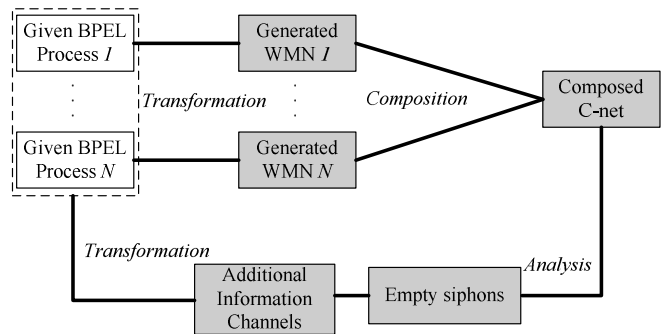 Given BPEL
Process 1
Generated
WMN 1
Transformation
Composition
Composed
C-net
Given BPEL
Process N
Generated
WMN N
Transformation
Additional
Information
Channels
Empty siphons
Analysis